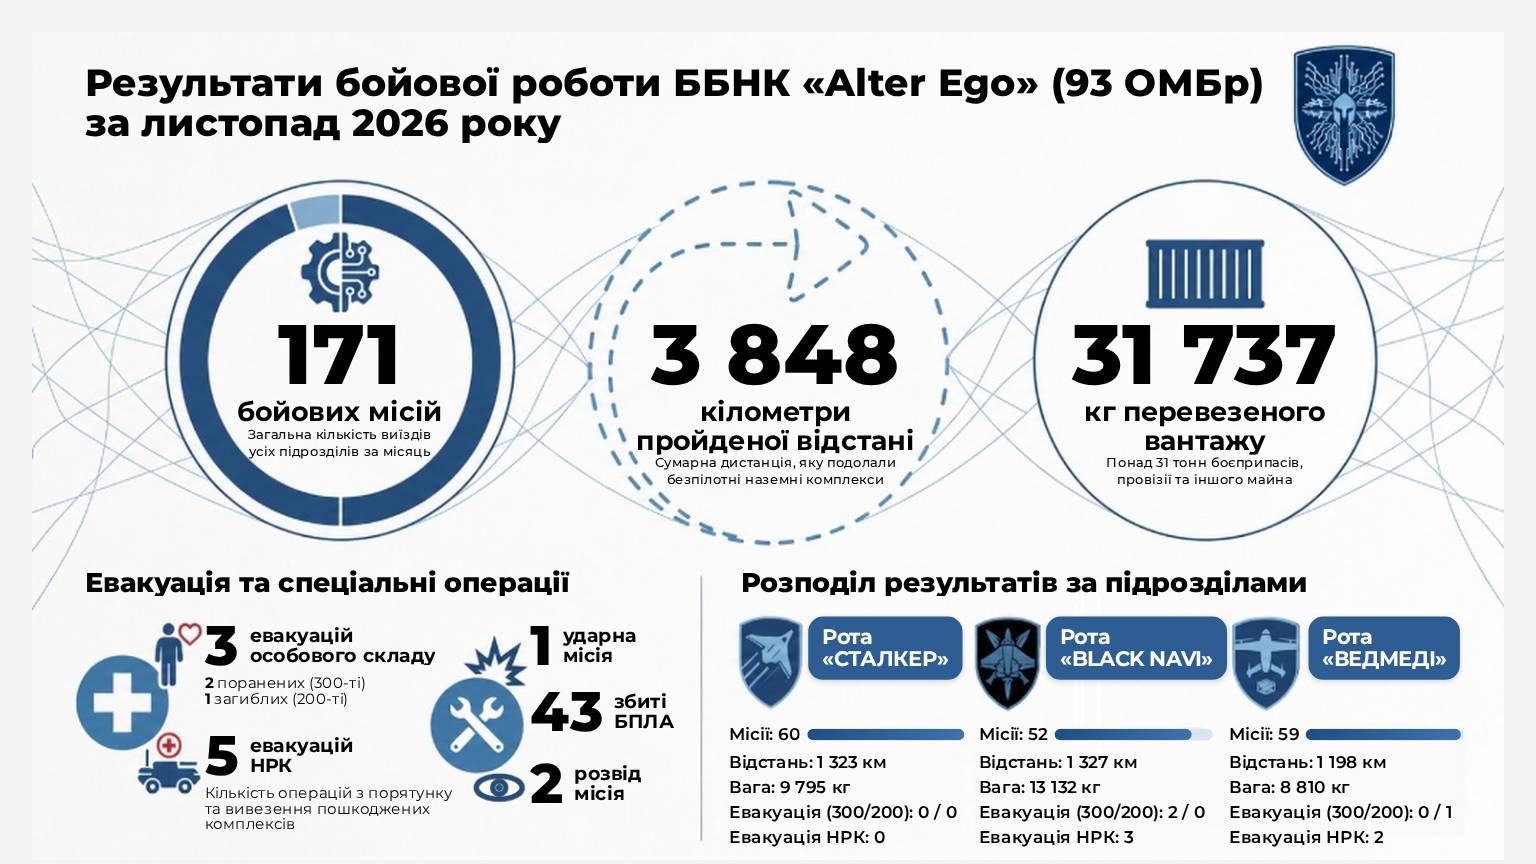 Результати бойової роботи ББНК «Alter Ego» (93 ОМБр)
за листопад 2026 року
171
бойових місій
Загальна кількість виїздів
усіх підрозділів за місяць
3 848
кілометри
пройденої відстані
Сумарна дистанція, яку подолали
безпілотні наземні комплекси
31 737
кг перевезеного
вантажу
Понад 31 тонн боєприпасів,
провізії та іншого майна
Евакуація та спеціальні операції
3 евакуацій
особового складу
2 поранених (300-ті)
1 загиблих (200-ті)
5 евакуацій
НРК
Кількість операцій з порятунку
та вивезення пошкоджених
комплексів
1 ударна
місія
43 збиті
БПЛА
2 розвід
місія
Розподіл результатів за підрозділами
Рота
«СТАЛКЕР»
Місії: 60
Відстань: 1 323 км
Вага: 9 795 кг
Евакуація (300/200): 0 / 0
Евакуація НРК: 0
Рота
«BLACK NAVI»
Місії: 52
Відстань: 1 327 км
Вага: 13 132 кг
Евакуація (300/200): 2 / 0
Евакуація НРК: 3
Рота
«ВЕДМЕДІ»
Місії: 59
Відстань: 1 198 км
Вага: 8 810 кг
Евакуація (300/200): 0 / 1
Евакуація НРК: 2